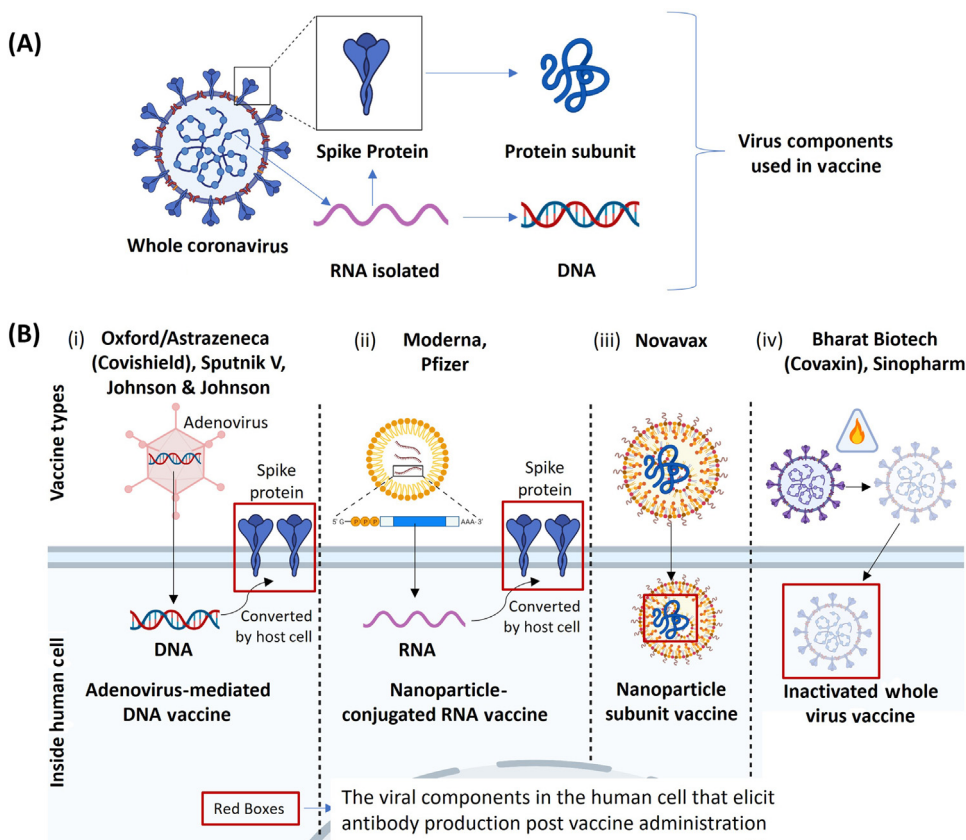 (A)
Spike Protein
Protein subunit
Virus components
used in vaccine
Whole coronavirus
RNA isolated
DNA
(B)
(i) Oxford/Astrazeneca
(Covishield), Sputnik V,
Johnson & Johnson
(ii) Moderna,
Pfizer
(iii) Novavax
(iv) Bharat Biotech
(Covaxin), Sinopharm
Vaccine types
Adenovirus
Spike
protein
Spike
protein
5' G PPP AAA- 3'
Inside human cell
DNA
Converted
by host cell
Adenovirus-mediated
DNA vaccine
RNA
Converted
by host cell
Nanoparticle-
conjugated RNA vaccine
Nanoparticle
subunit vaccine
Inactivated whole
virus vaccine
Red Boxes
The viral components in the human cell that elicit
antibody production post vaccine administration